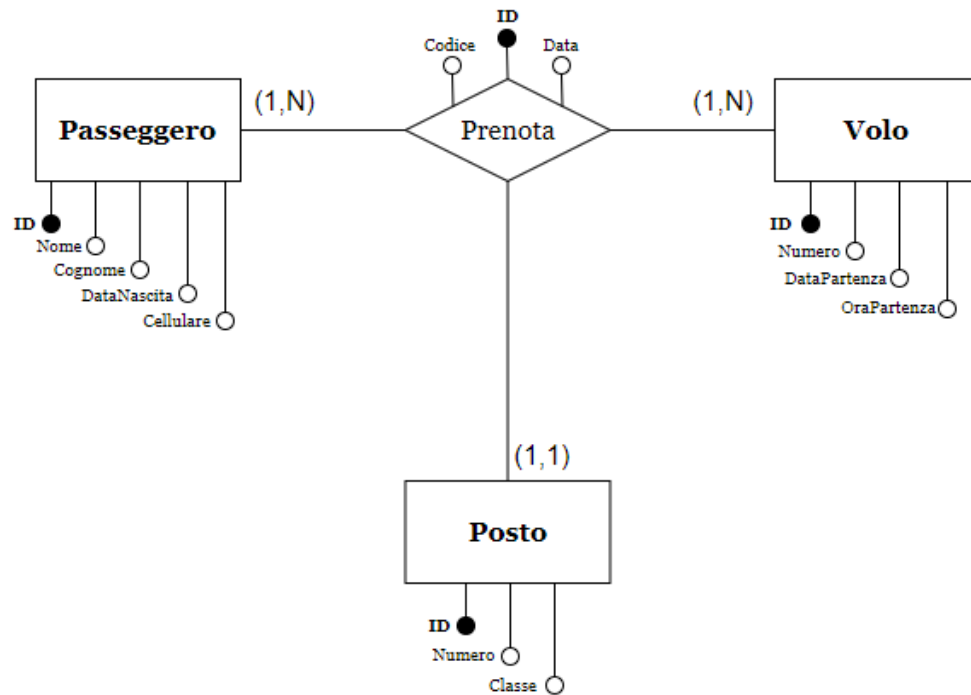 ID
Codice
Data
(1,N)
(1,N)
Passeggero
Prenota
Volo
ID
Nome
Cognome
DataNascita
Cellulare
ID
Numero
DataPartenza
OraPartenza
(1,1)
Posto
ID
Numero
Classe